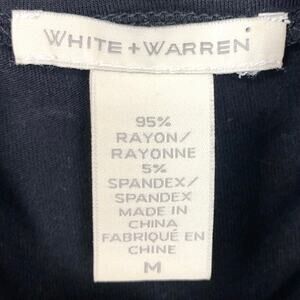 WHITE + WARREN
95%
RAYON/
RAYONNE
5%
SPANDEX/
SPANDEX
MADE IN
CHINA
FABRIQUÉ EN
CHINE
M